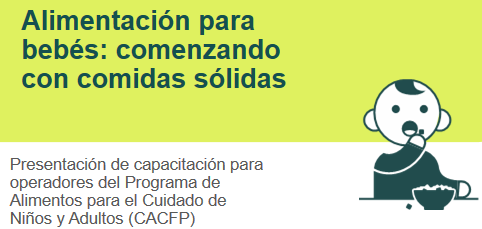 Alimentación para
bebés: comenzando
con comidas sólidas
Presentación de capacitación para
operadores del Programa de
Alimentos para el Cuidado de
Niños y Adultos (CACFP)